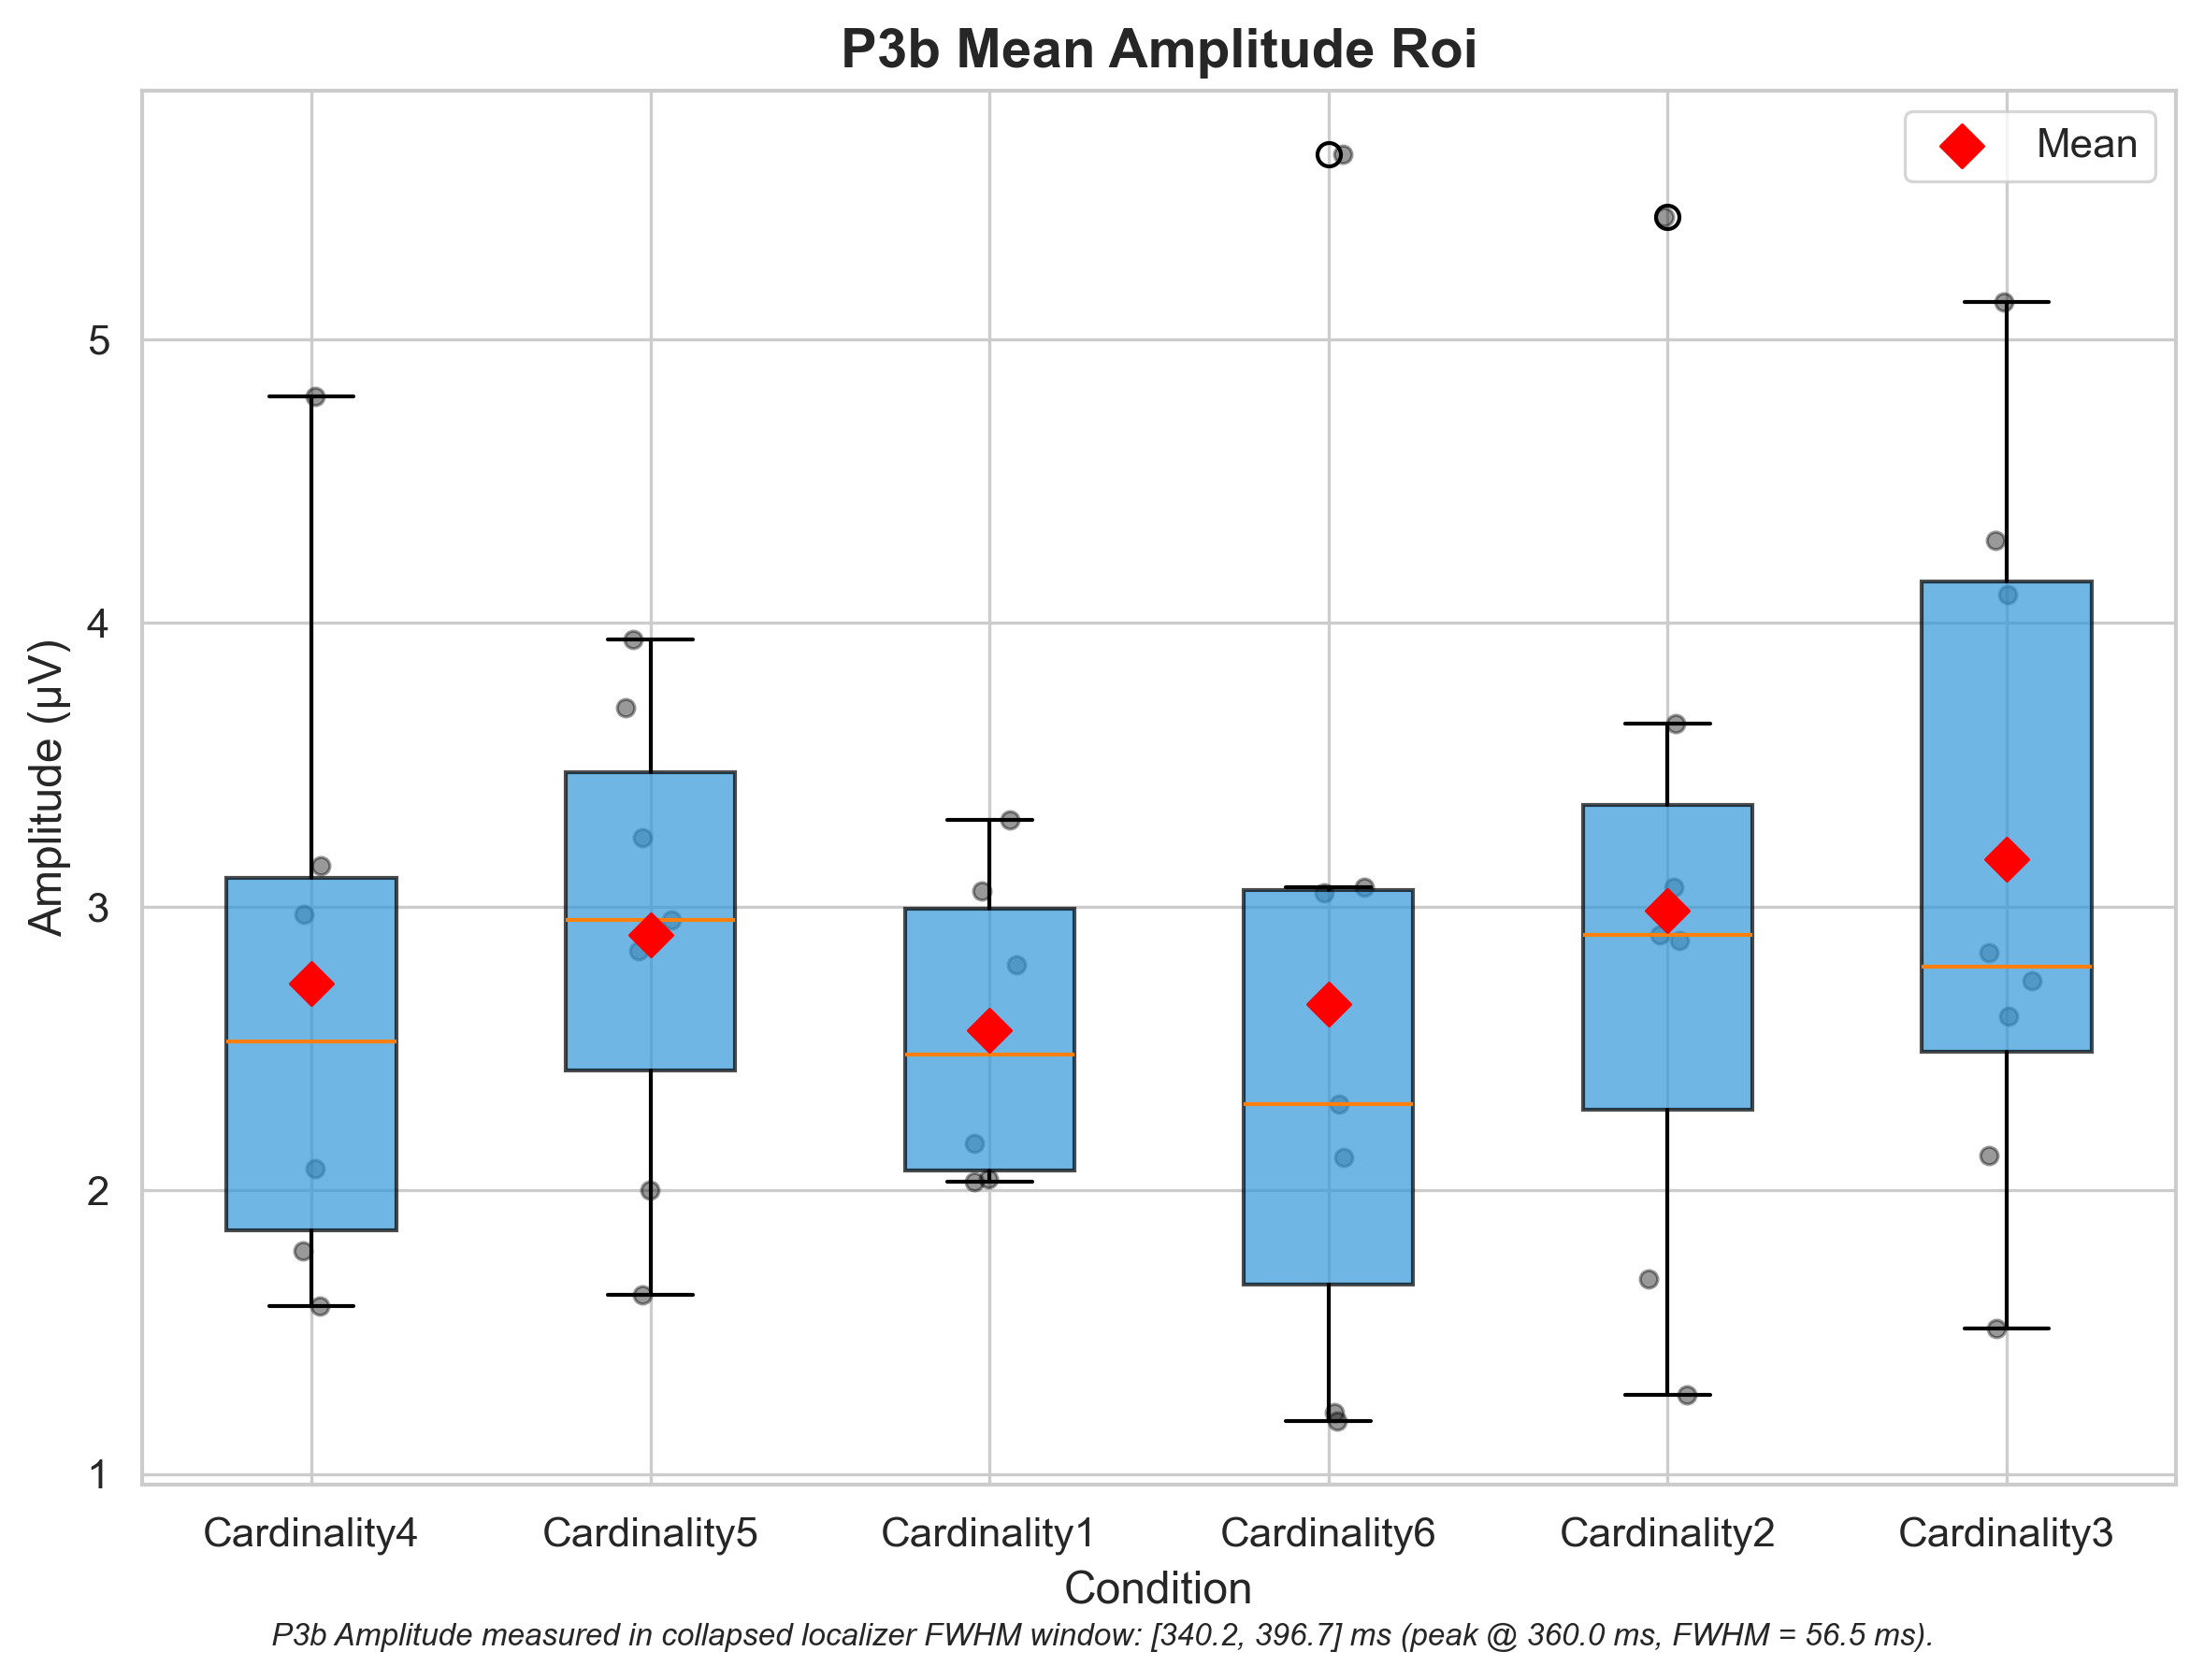 P3b Mean Amplitude Roi
Mean
Amplitude (µV)
5
4
3
2
1
Cardinality4 Cardinality5 Cardinality1 Cardinality6 Cardinality2 Cardinality3
Condition
P3b Amplitude measured in collapsed localizer FWHM window: [340.2, 396.7] ms (peak @ 360.0 ms, FWHM = 56.5 ms).